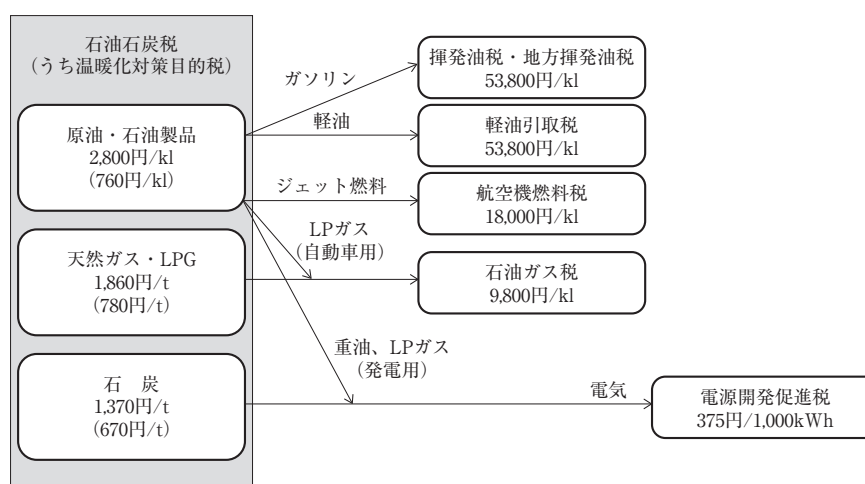 石油石炭税
(うち温暖化対策目的税)
原油・石油製品
2,800円/kl
(760円/kl)
天然ガス・LPG
1,860円/t
(780円/t)
石　炭
1,370円/t
(670円/t)
ガソリン
軽油
ジェット燃料
LPガス
(自動車用)
重油、LPガス
(発電用)
電気
揮発油税・地方揮発油税
53,800円/kl
軽油引取税
53,800円/kl
航空機燃料税
18,000円/kl
石油ガス税
9,800円/kl
電源開発促進税
375円/1,000kWh